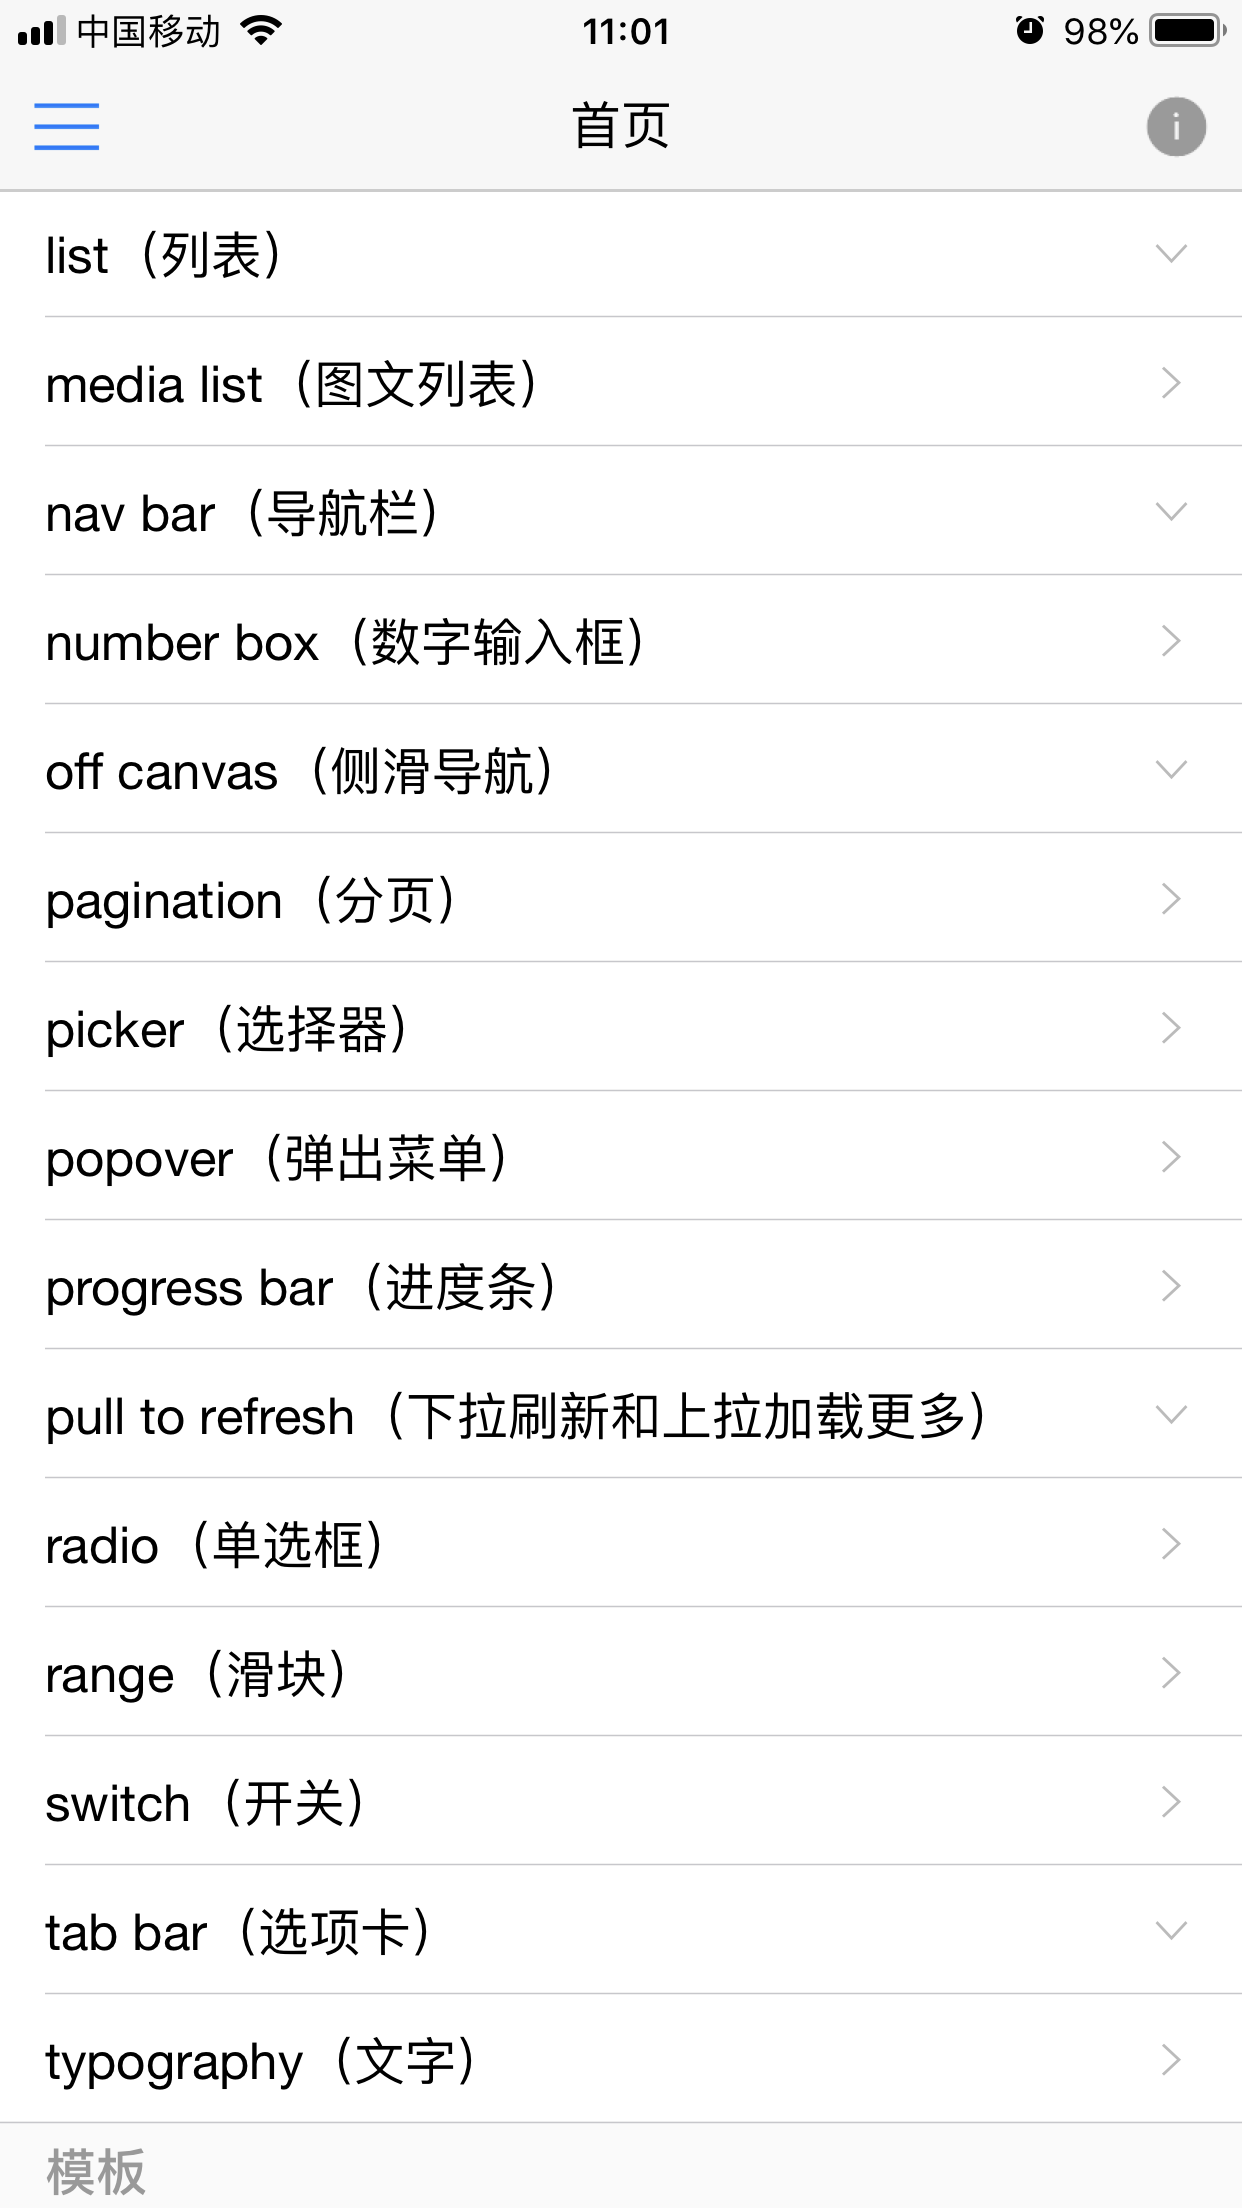 中国移动 11:01 98%
首页
list（列表）
media list（图文列表）
nav bar（导航栏）
number box（数字输入框）
off canvas（侧滑导航）
pagination（分页）
picker（选择器）
popover（弹出菜单）
progress bar（进度条）
pull to refresh（下拉刷新和上拉加载更多）
radio（单选框）
range（滑块）
switch（开关）
tab bar（选项卡）
typography（文字）
模板